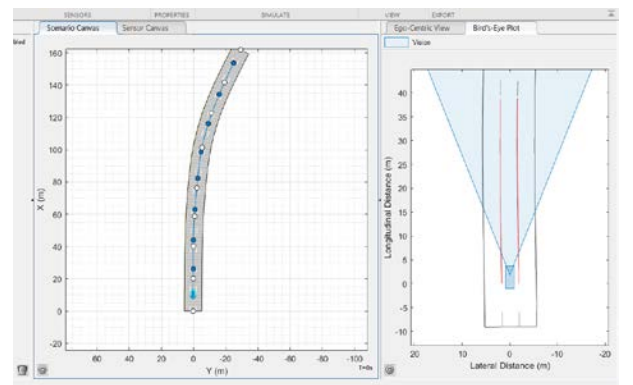 SENSORS PROPERTIES SIMULATE VIEW EXPORT
Scenario Canvas Sensor Canvas Ego-Centric View Bird's-Eye Plot
Vision
160
140
120
100
80
60
40
20
0
-20
X (m)
60 40 20 0 -20 -40 -60 -80 -100
Y (m)
T=0s
40
35
30
25
20
15
10
5
0
-5
-10
Longitudinal Distance (m)
20 10 0 -10 -20
Lateral Distance (m)